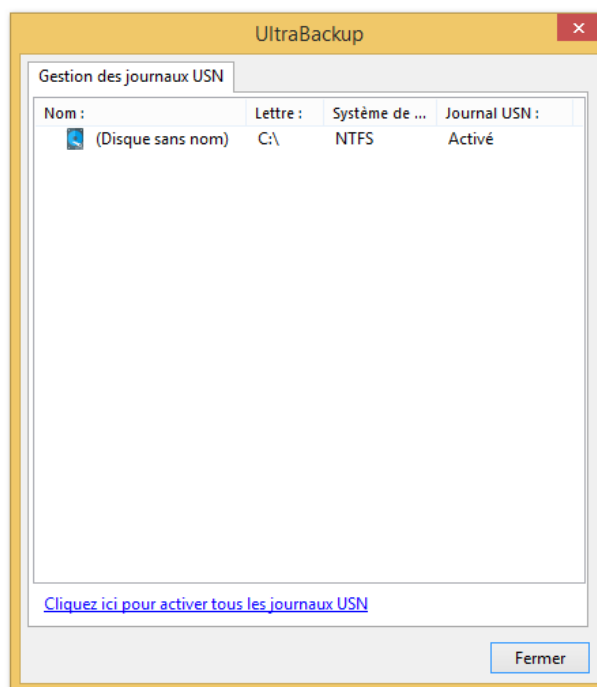 UltraBackup
Gestion des journaux USN
Nom : Lettre : Système de ... Journal USN :
(Disque sans nom) C:\ NTFS Activé
Cliquez ici pour activer tous les journaux USN
Fermer